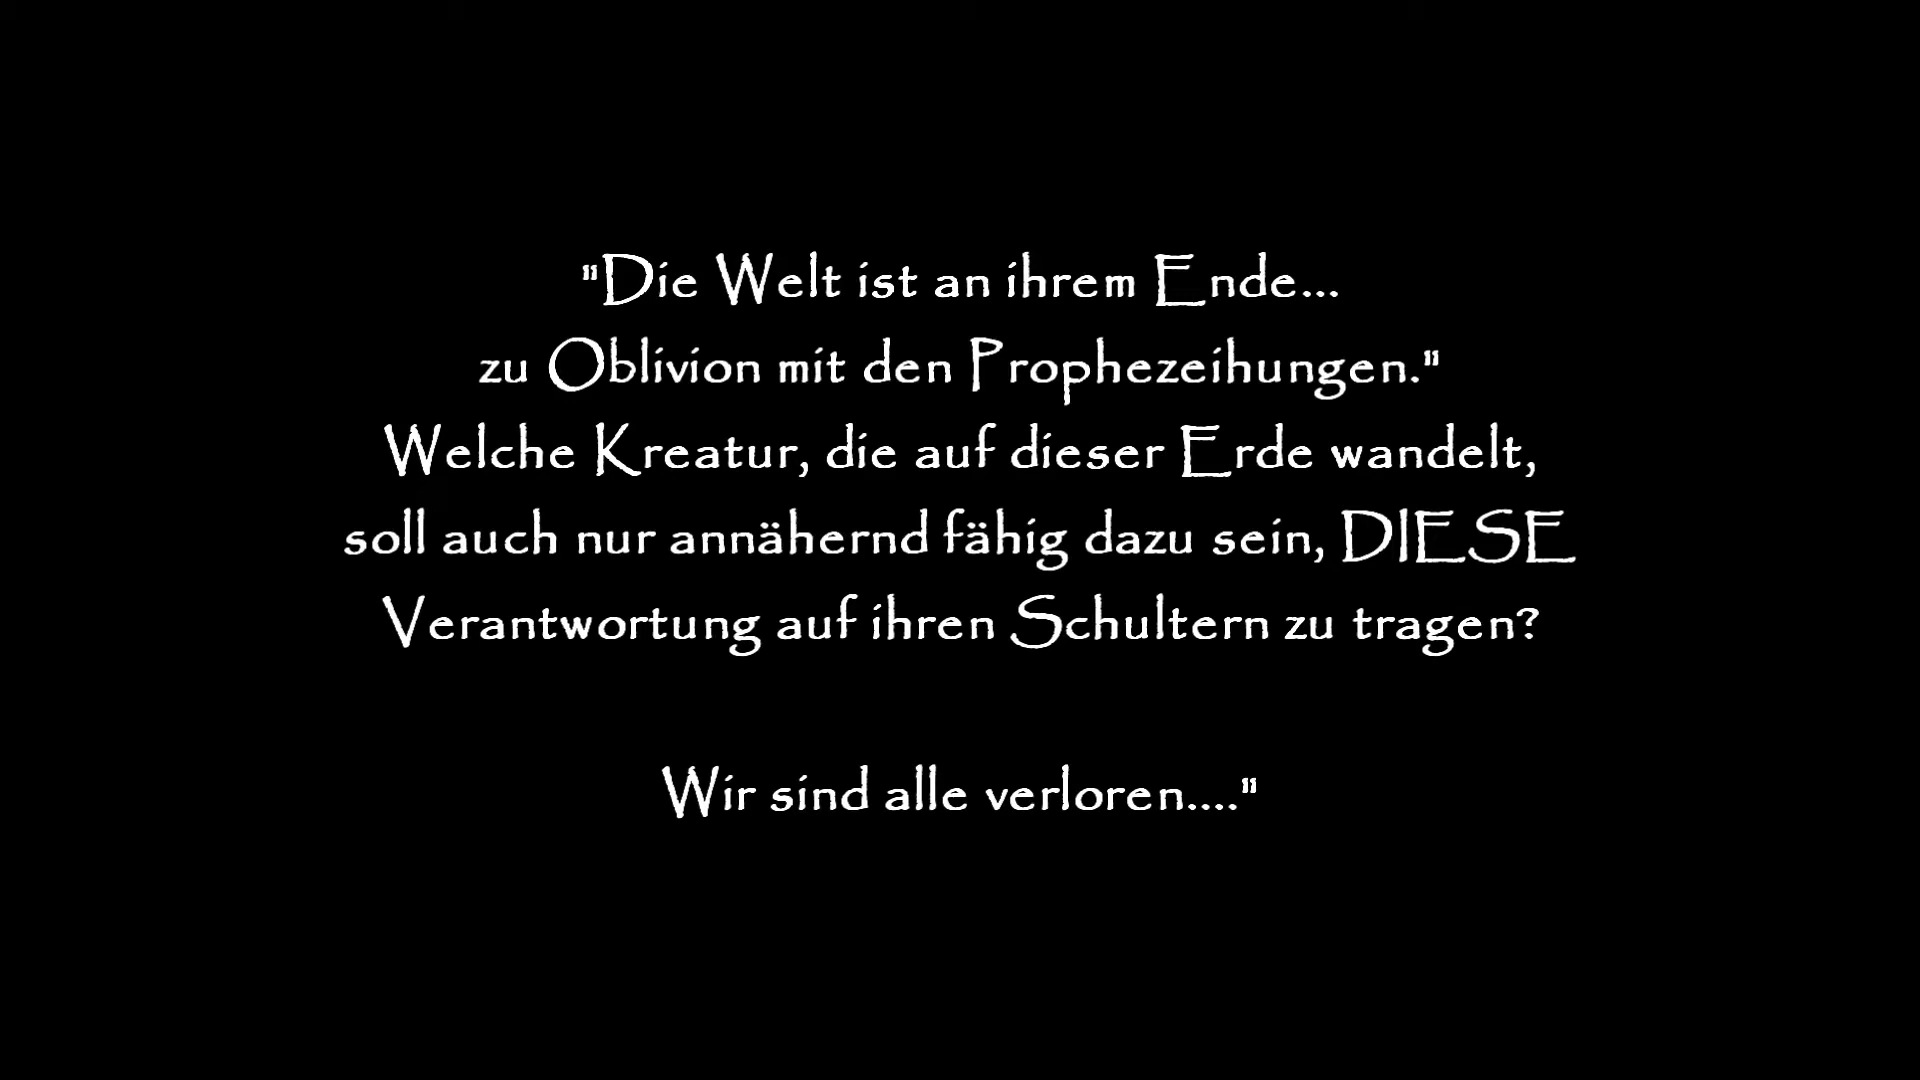 "Die Welt ist an ihrem Ende...
zu Oblivion mit den Prophezeihungen."
Welche Kreatur, die auf dieser Erde wandelt,
soll auch nur annähernd fähig dazu sein, DIESE
Verantwortung auf ihren Schultern zu tragen?
Wir sind alle verloren...."